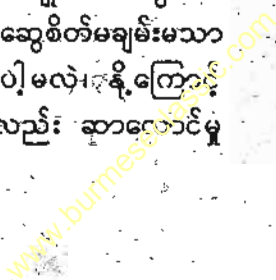 ဆွေစိတ်မချမ်းမသာ
ပါ့မလဲ
နို့ကြောင့်
လည်း ဆာလောင်မှု
www.burmeseclassic.com